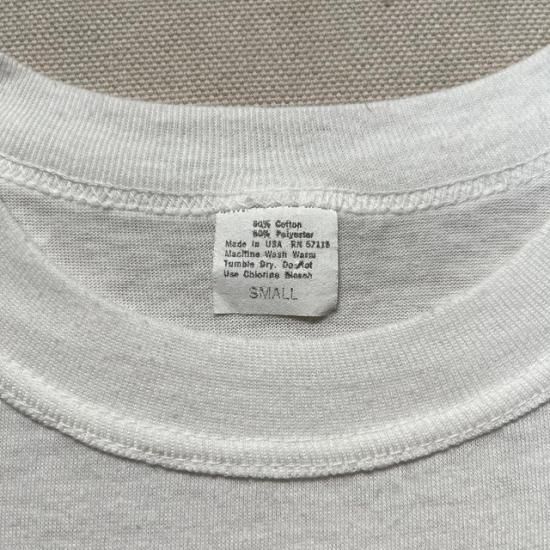 50% Cotton
50% Polyester
Made in USA RN 57115
Machine Wash Warm
Tumble Dry. Do Not
Use Chlorine Bleach
SMALL